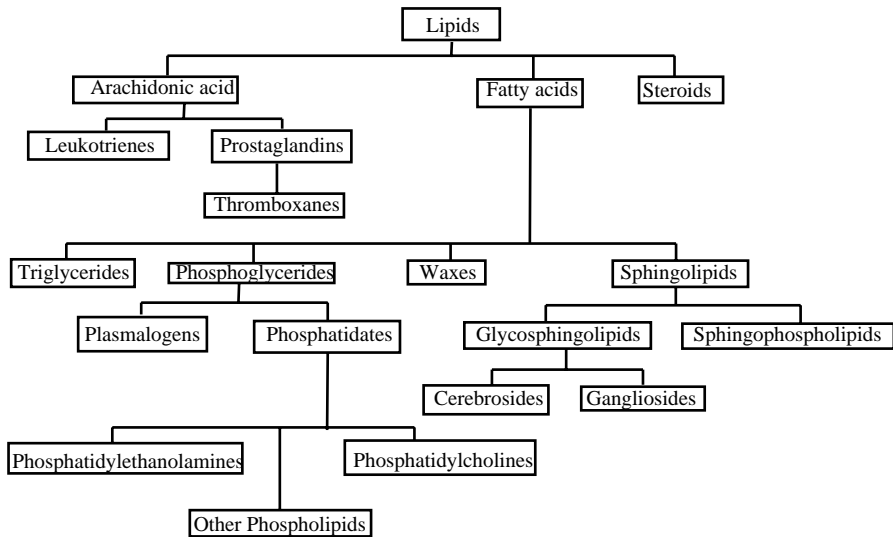 Lipids
Arachidonic acid
Fatty acids
Steroids
Leukotrienes
Prostaglandins
Thromboxanes
Triglycerides
Phosphoglycerides
Waxes
Sphingolipids
Plasmalogens
Phosphatidates
Glycosphingolipids
Sphingophospholipids
Cerebrosides
Gangliosides
Phosphatidylethanolamines
Phosphatidylcholines
Other Phospholipids